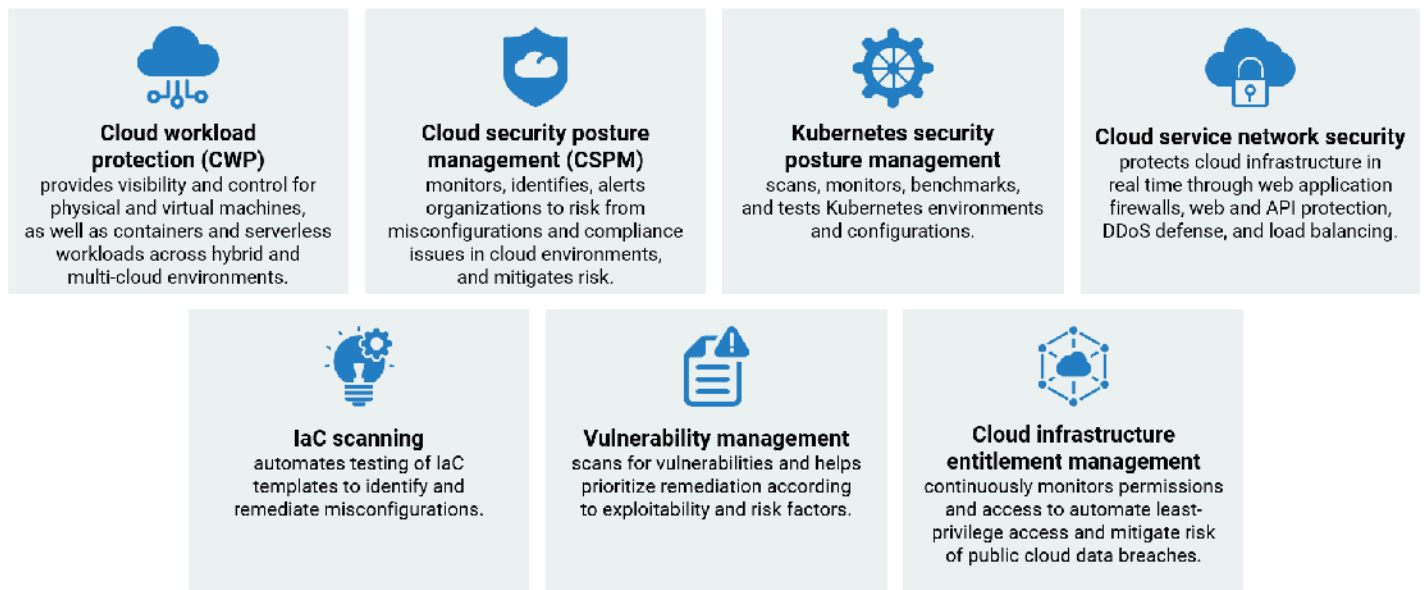 Cloud workload
protection (CWP)
provides visibility and control for
physical and virtual machines,
as well as containers and serverless
workloads across hybrid and
multi-cloud environments.
Cloud security posture
management (CSPM)
monitors, identifies, alerts
organizations to risk from
misconfigurations and compliance
issues in cloud environments,
and mitigates risk.
Kubernetes security
posture management
scans, monitors, benchmarks,
and tests Kubernetes environments
and configurations.
Cloud service network security
protects cloud infrastructure in
real time through web application
firewalls, web and API protection,
DDoS defense, and load balancing.
IaC scanning
automates testing of IaC
templates to identify and
remediate misconfigurations.
Vulnerability management
scans for vulnerabilities and helps
prioritize remediation according
to exploitability and risk factors.
Cloud infrastructure
entitlement management
continuously monitors permissions
and access to automate least-
privilege access and mitigate risk
of public cloud data breaches.